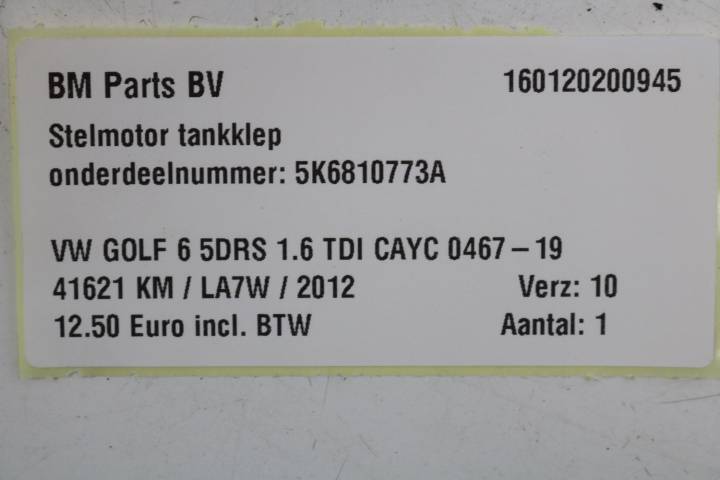 BM Parts BV 160120200945
Stelmotor tankklep
onderdeelnummer: 5K6810773A
VW GOLF 6 5DRS 1.6 TDI CAYC 0467 – 19
41621 KM / LA7W / 2012 Verz: 10
12.50 Euro incl. BTW Aantal: 1